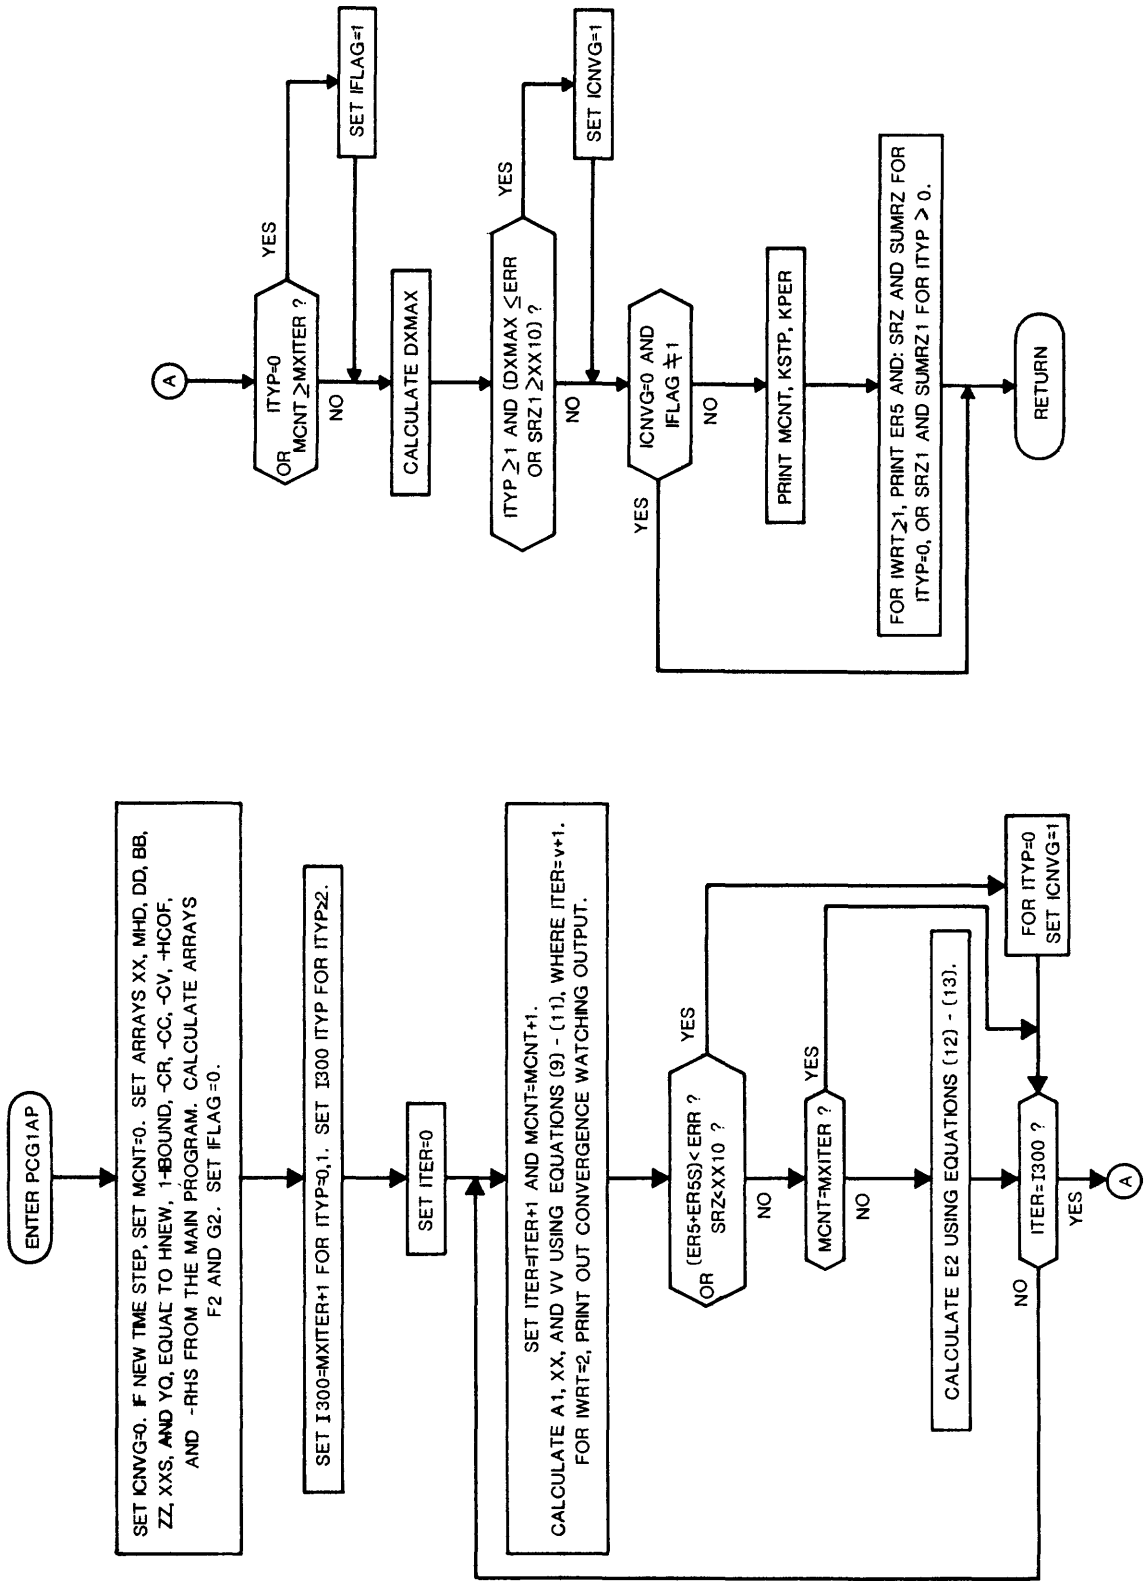 ENTER PCG1AP
SET ICNVG=0. IF NEW TIME STEP, SET MCNT=0. SET ARRAYS XX, MHD, DD, BB,
ZZ, XXS, AND YQ, EQUAL TO HNEW, 1-IBOUND, -CR, -CC, -CV, -HCOF,
AND -RHS FROM THE MAIN PROGRAM. CALCULATE ARRAYS
F2 AND G2. SET IFLAG=0.
SET I300=MXITER+1 FOR ITYP=0,1. SET I300 ITYP FOR ITYP≥2.
SET ITER=0
SET ITER=ITER+1 AND MCNT=MCNT+1.
CALCULATE A1, XX, AND VV USING EQUATIONS (9) - (11), WHERE ITER=v+1.
FOR IWRT=2, PRINT OUT CONVERGENCE WATCHING OUTPUT.
(ER5+ER5S)<ERR ?
OR SRZ<XX10 ?
YES
NO
MCNT=MXITER ?
YES
NO
FOR ITYP=0
SET ICNVG=1
CALCULATE E2 USING EQUATIONS (12) - (13).
ITER=I300 ?
NO
YES
A
A
ITYP=0
OR MCNT≥MXITER ?
YES
SET IFLAG=1
NO
CALCULATE DXMAX
ITYP≥1 AND (DXMAX≤ERR
OR SRZ1≥XX10) ?
YES
SET ICNVG=1
NO
ICNVG=0 AND
IFLAG≠1
YES
NO
PRINT MCNT, KSTP, KPER
FOR IWRT≥1, PRINT ER5 AND: SRZ AND SUMRZ FOR
ITYP=0, OR SRZ1 AND SUMRZ1 FOR ITYP > 0.
RETURN